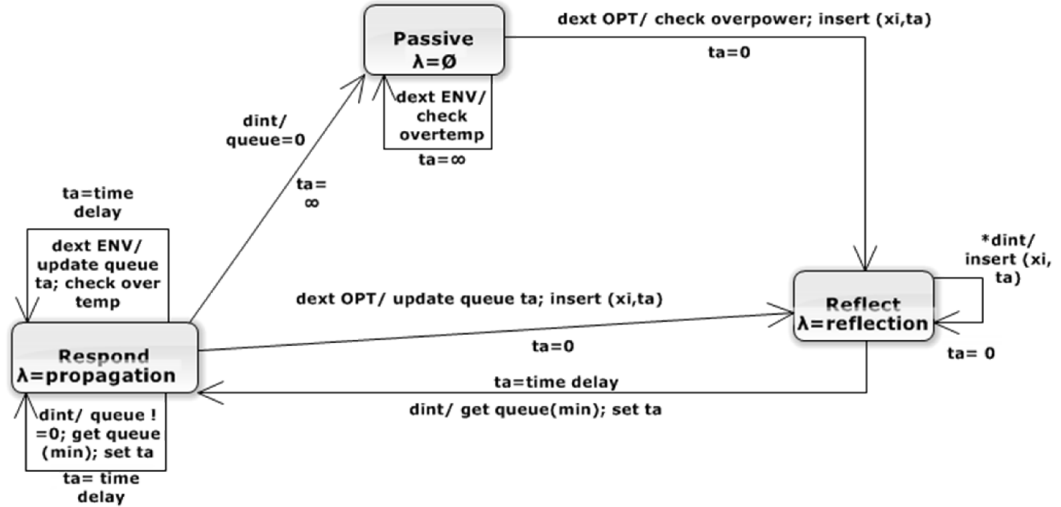 dext OPT/ check overpower; insert (xi,ta)
ta=0
Passive
λ=Ø
dext ENV/
check
overtemp
ta=∞
dint/
queue=0
ta=
∞
ta=time
delay
dext ENV/
update queue
ta; check over
temp
*dint/
insert (xi,
ta)
dext OPT/ update queue ta; insert (xi,ta)
ta=0
Reflect
λ=reflection
ta= 0
Respond
λ=propagation
ta=time delay
dint/ get queue(min); set ta
dint/ queue !
=0; get queue
(min); set ta
ta= time
delay